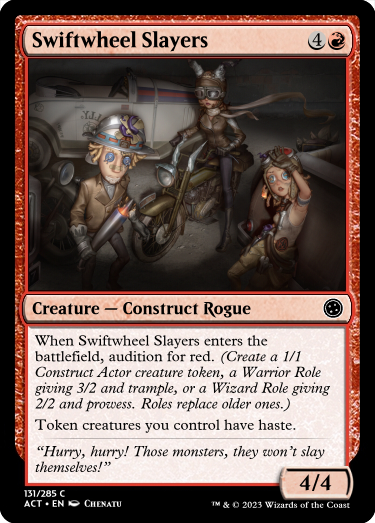 Swiftwheel Slayers 4
Creature — Construct Rogue
When Swiftwheel Slayers enters the
battlefield, audition for red. (Create a 1/1
Construct Actor creature token, a Warrior Role
giving 3/2 and trample, or a Wizard Role giving
2/2 and prowess. Roles replace older ones.)
Token creatures you control have haste.
“Hurry, hurry! Those monsters, they won’t slay
themselves!”
4/4
131/285 C
ACT • EN Chenatu
™ & © 2023 Wizards of the Coast